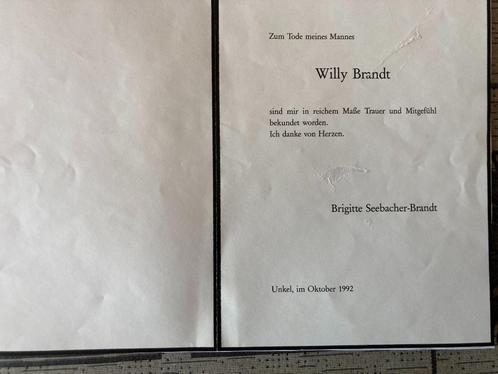 Zum Tode meines Mannes
Willy Brandt
sind mir in reichem Maße Trauer und Mitgefühl
bekundet worden.
Ich danke von Herzen.
Brigitte Seebacher-Brandt
Unkel, im Oktober 1992